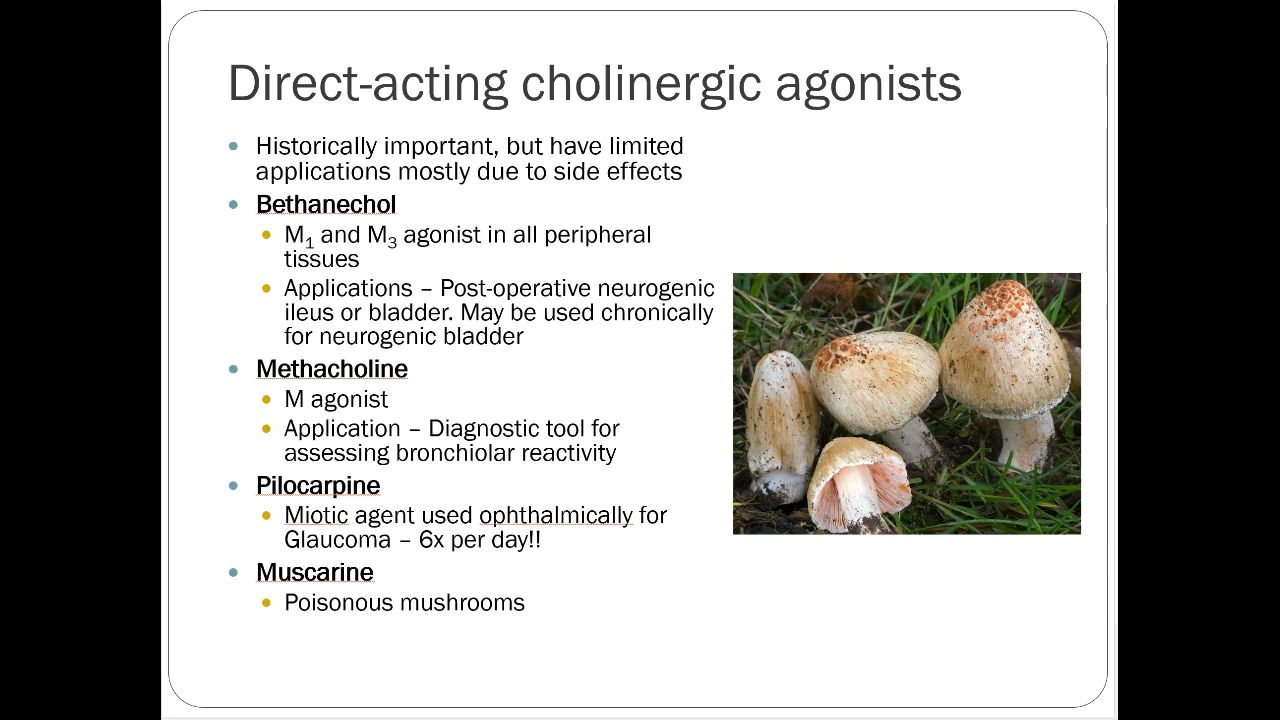 Direct-acting cholinergic agonists
• Historically important, but have limited
applications mostly due to side effects
• Bethanechol
• M₁ and M₃ agonist in all peripheral
tissues
• Applications – Post-operative neurogenic
ileus or bladder. May be used chronically
for neurogenic bladder
• Methacholine
• M agonist
• Application – Diagnostic tool for
assessing bronchiolar reactivity
• Pilocarpine
• Miotic agent used ophthalmically for
Glaucoma – 6x per day!!
• Muscarine
• Poisonous mushrooms